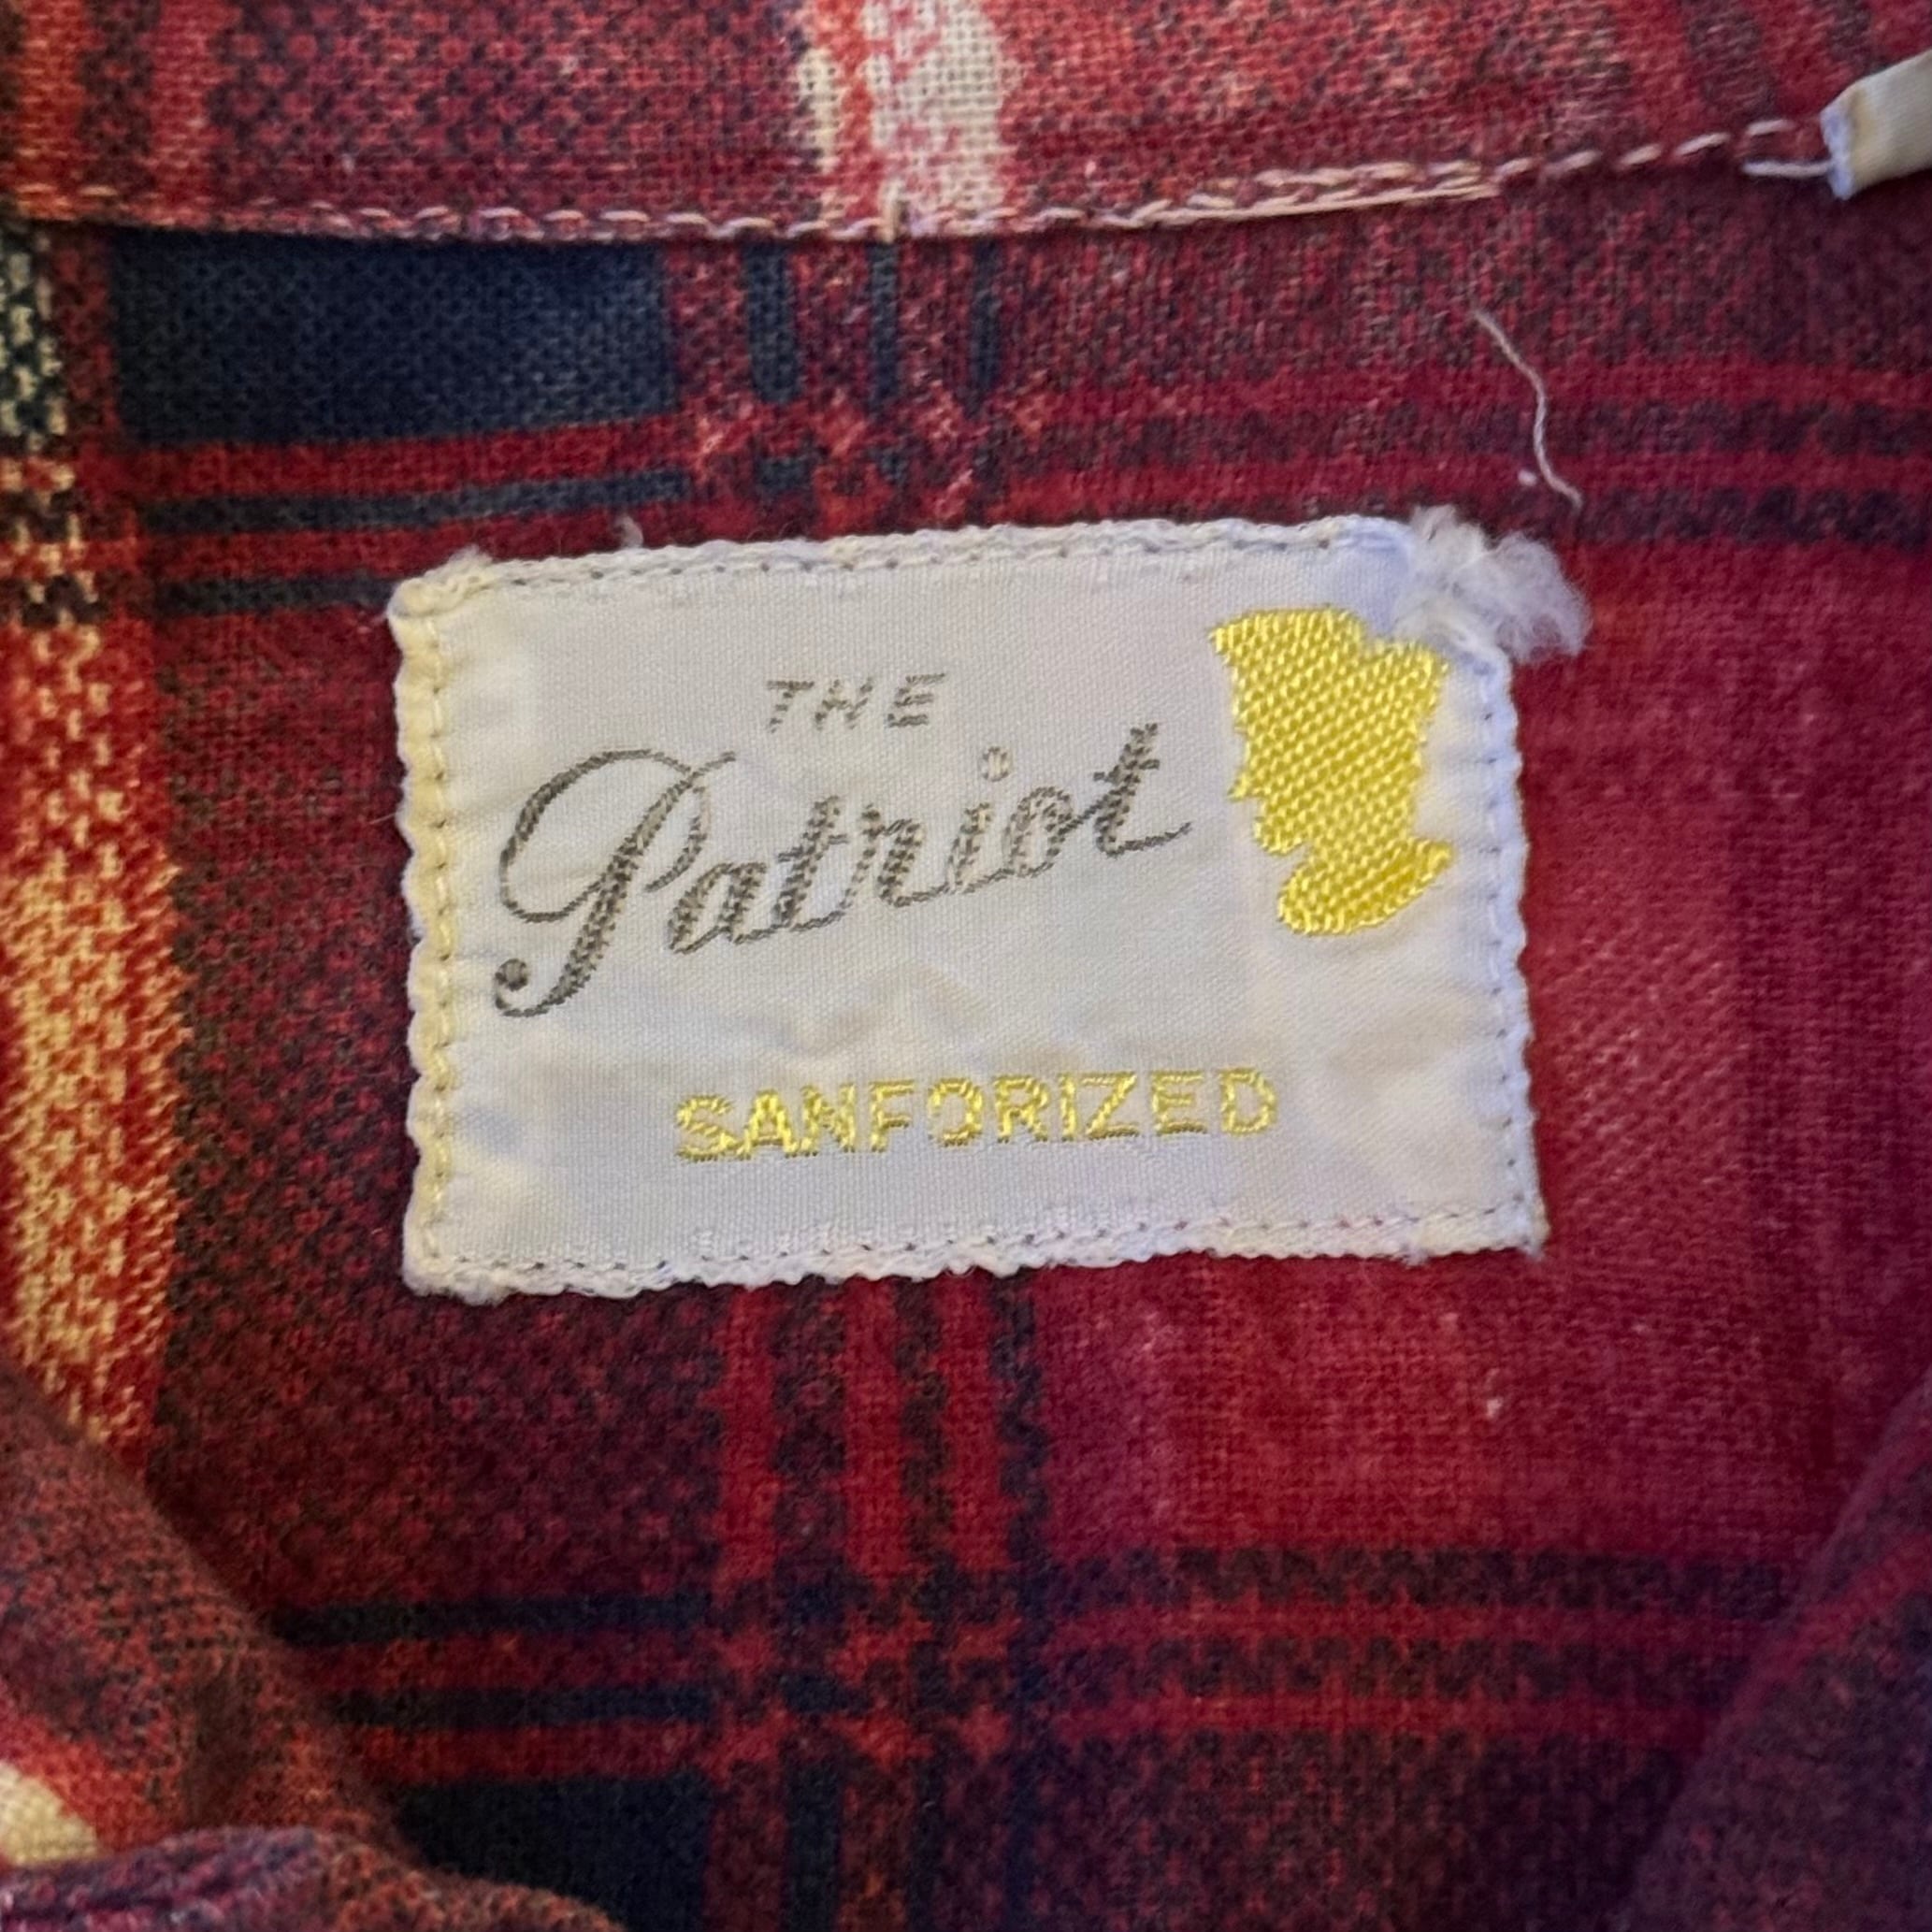 THE
Patriot
SANFORIZED